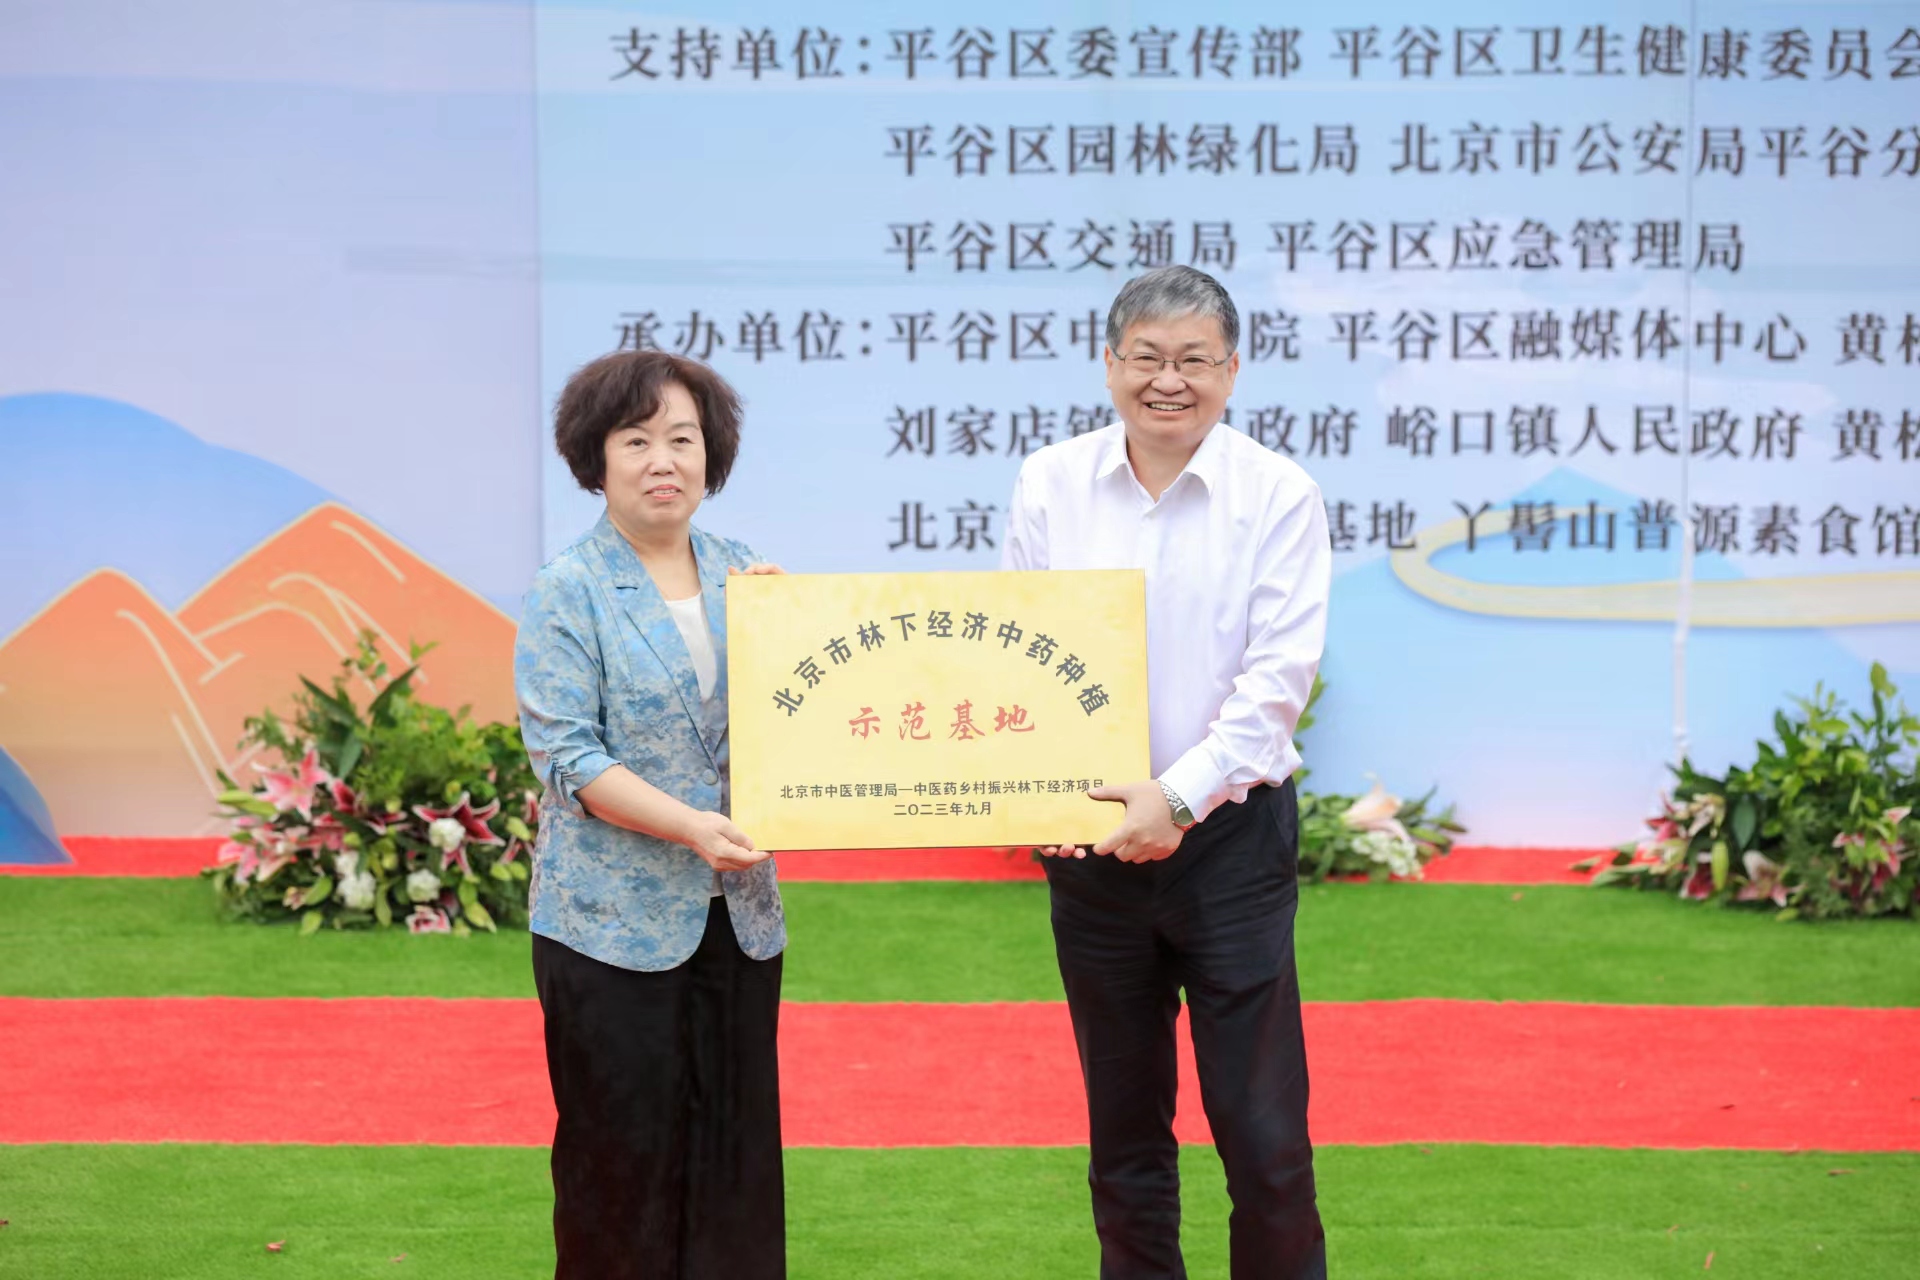 支持单位：平谷区委宣传部 平谷区卫生健康委员会
平谷区园林绿化局 北京市公安局平谷分
平谷区交通局 平谷区应急管理局
承办单位：平谷区中 院 平谷区融媒体中心 黄松
刘家店镇 政府 峪口镇人民政府 黄松
北京 基地 丫髻山普源素食馆
北京市林下经济中药种植
示范基地
北京市中医管理局—中医药乡村振兴林下经济项目
二〇二三年九月